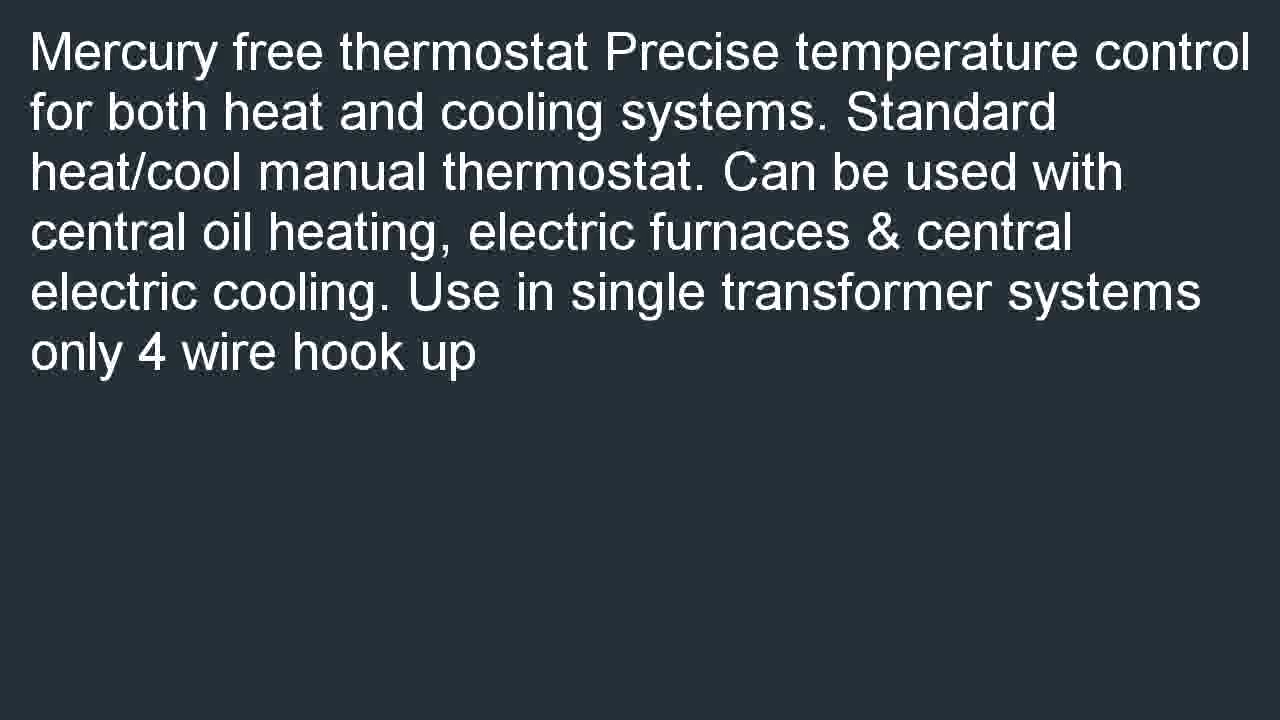 Mercury free thermostat Precise temperature control
for both heat and cooling systems. Standard
heat/cool manual thermostat. Can be used with
central oil heating, electric furnaces & central
electric cooling. Use in single transformer systems
only 4 wire hook up